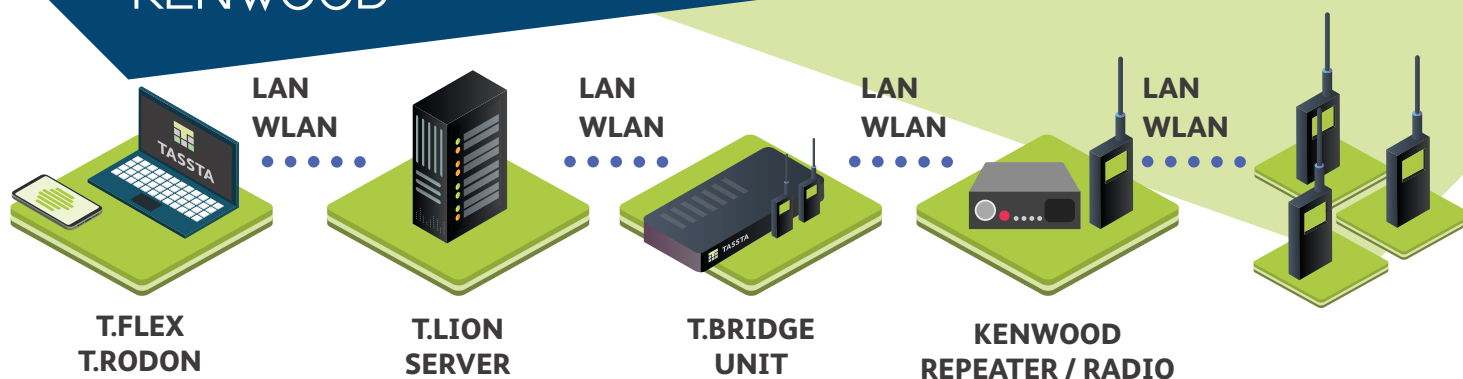 KENWOOD
LAN
WLAN
LAN
WLAN
LAN
WLAN
LAN
WLAN
TASSTA
TASSTA
T.FLEX
T.RODON
T.LION
SERVER
T.BRIDGE
UNIT
KENWOOD
REPEATER / RADIO